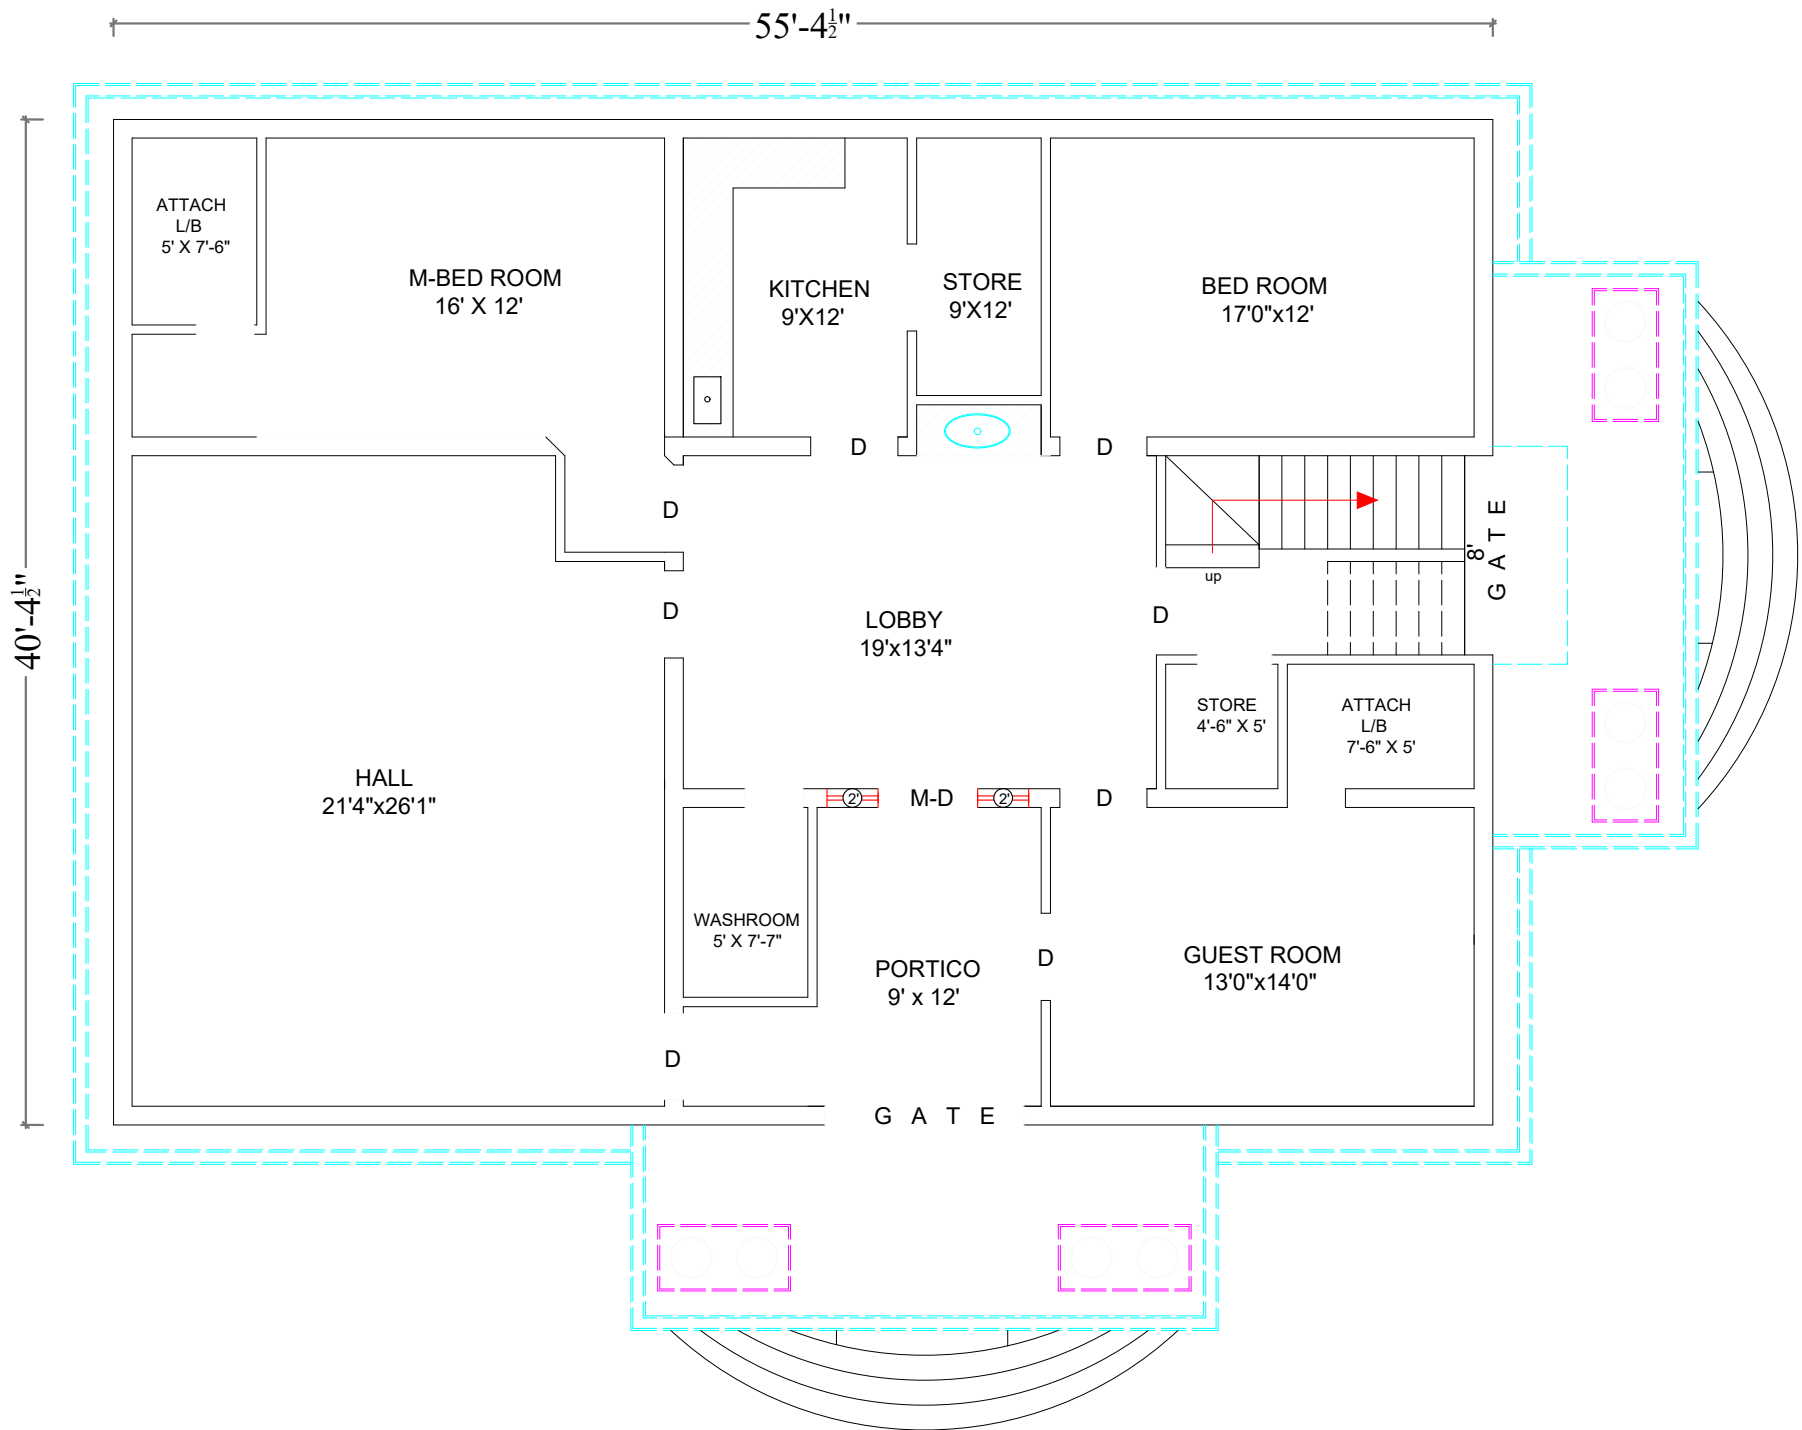 55'-4½"
40'-4½"
ATTACH
L/B
5' X 7'-6"
M-BED ROOM
16' X 12'
KITCHEN
9'X12'
STORE
9'X12'
BED ROOM
17'0"x12'
D
D
D
up
8'
GATE
D
LOBBY
19'x13'4"
D
STORE
4'-6" X 5'
ATTACH
L/B
7'-6" X 5'
HALL
21'4"x26'1"
2'
M-D
2'
D
WASHROOM
5' X 7'-7"
PORTICO
9' x 12'
D
GUEST ROOM
13'0"x14'0"
D
GATE